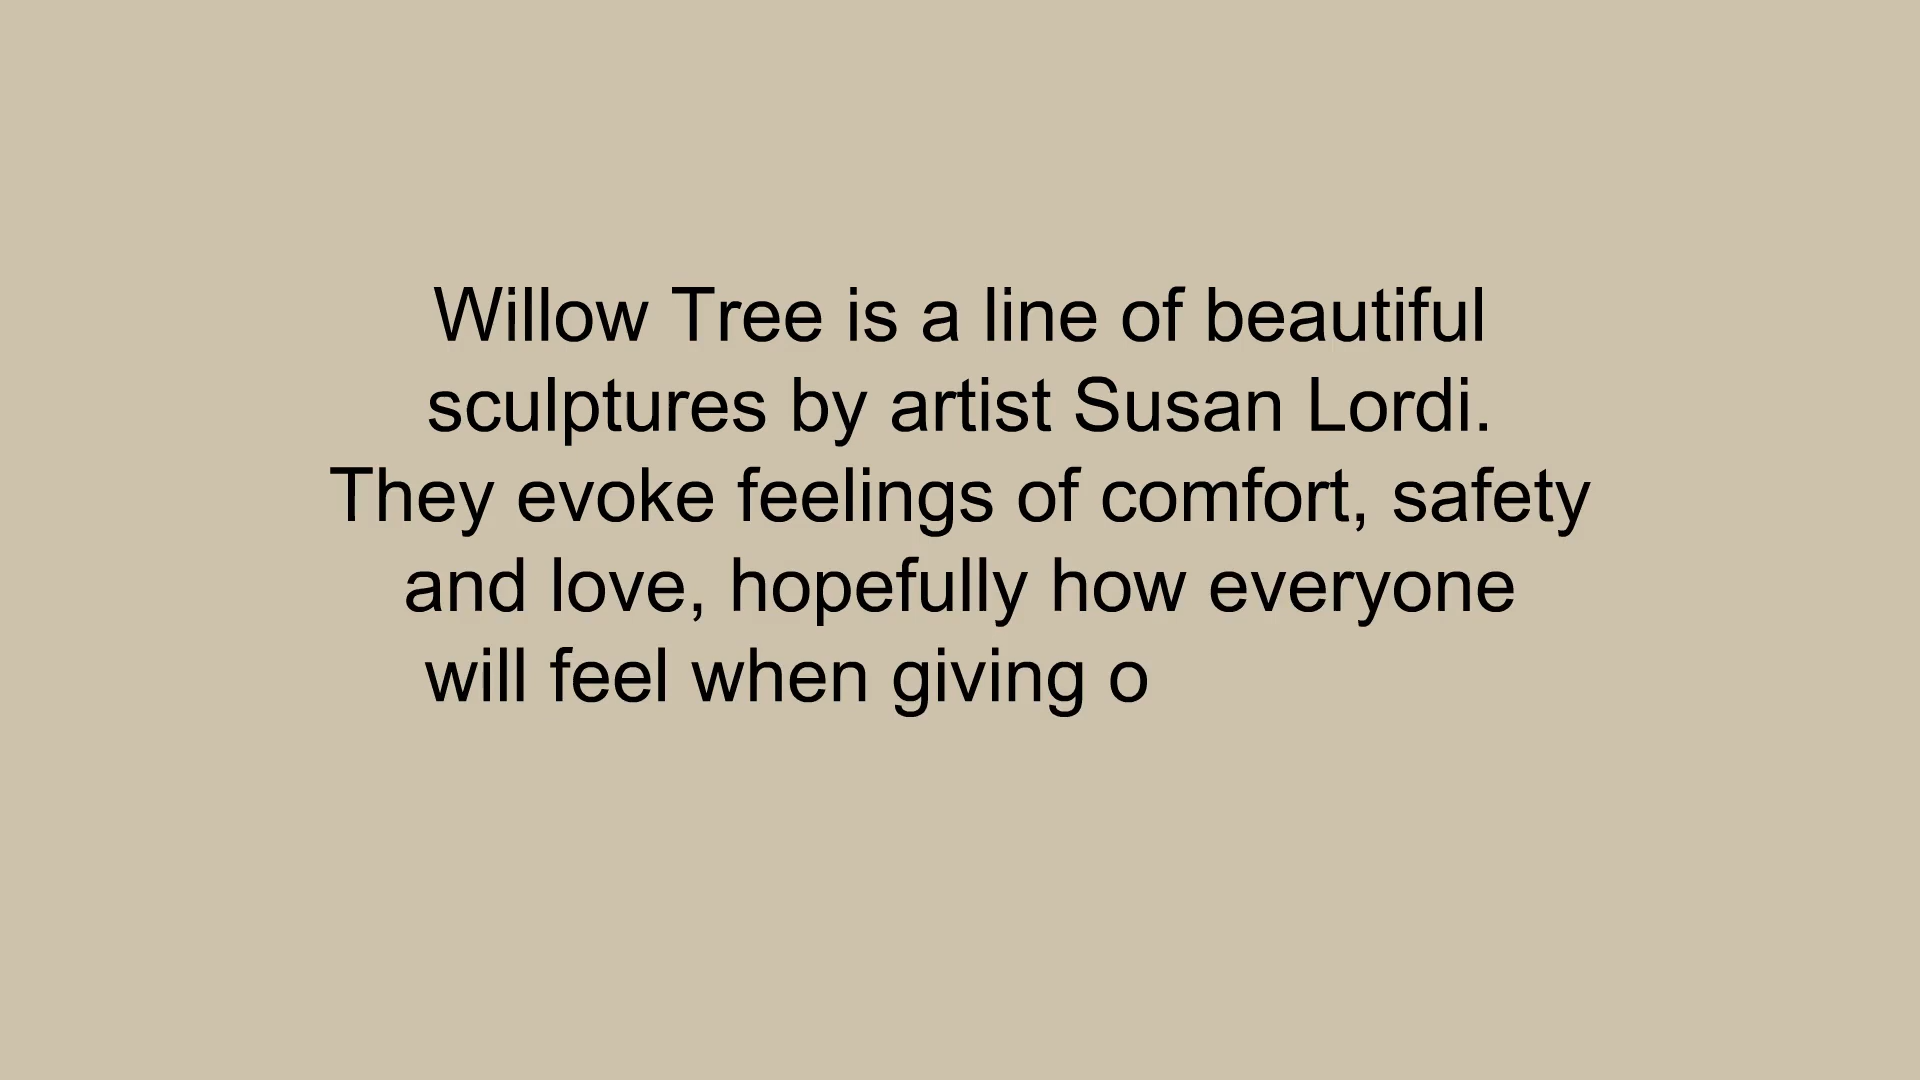 Willow Tree is a line of beautiful
sculptures by artist Susan Lordi.
They evoke feelings of comfort, safety
and love, hopefully how everyone
will feel when giving o